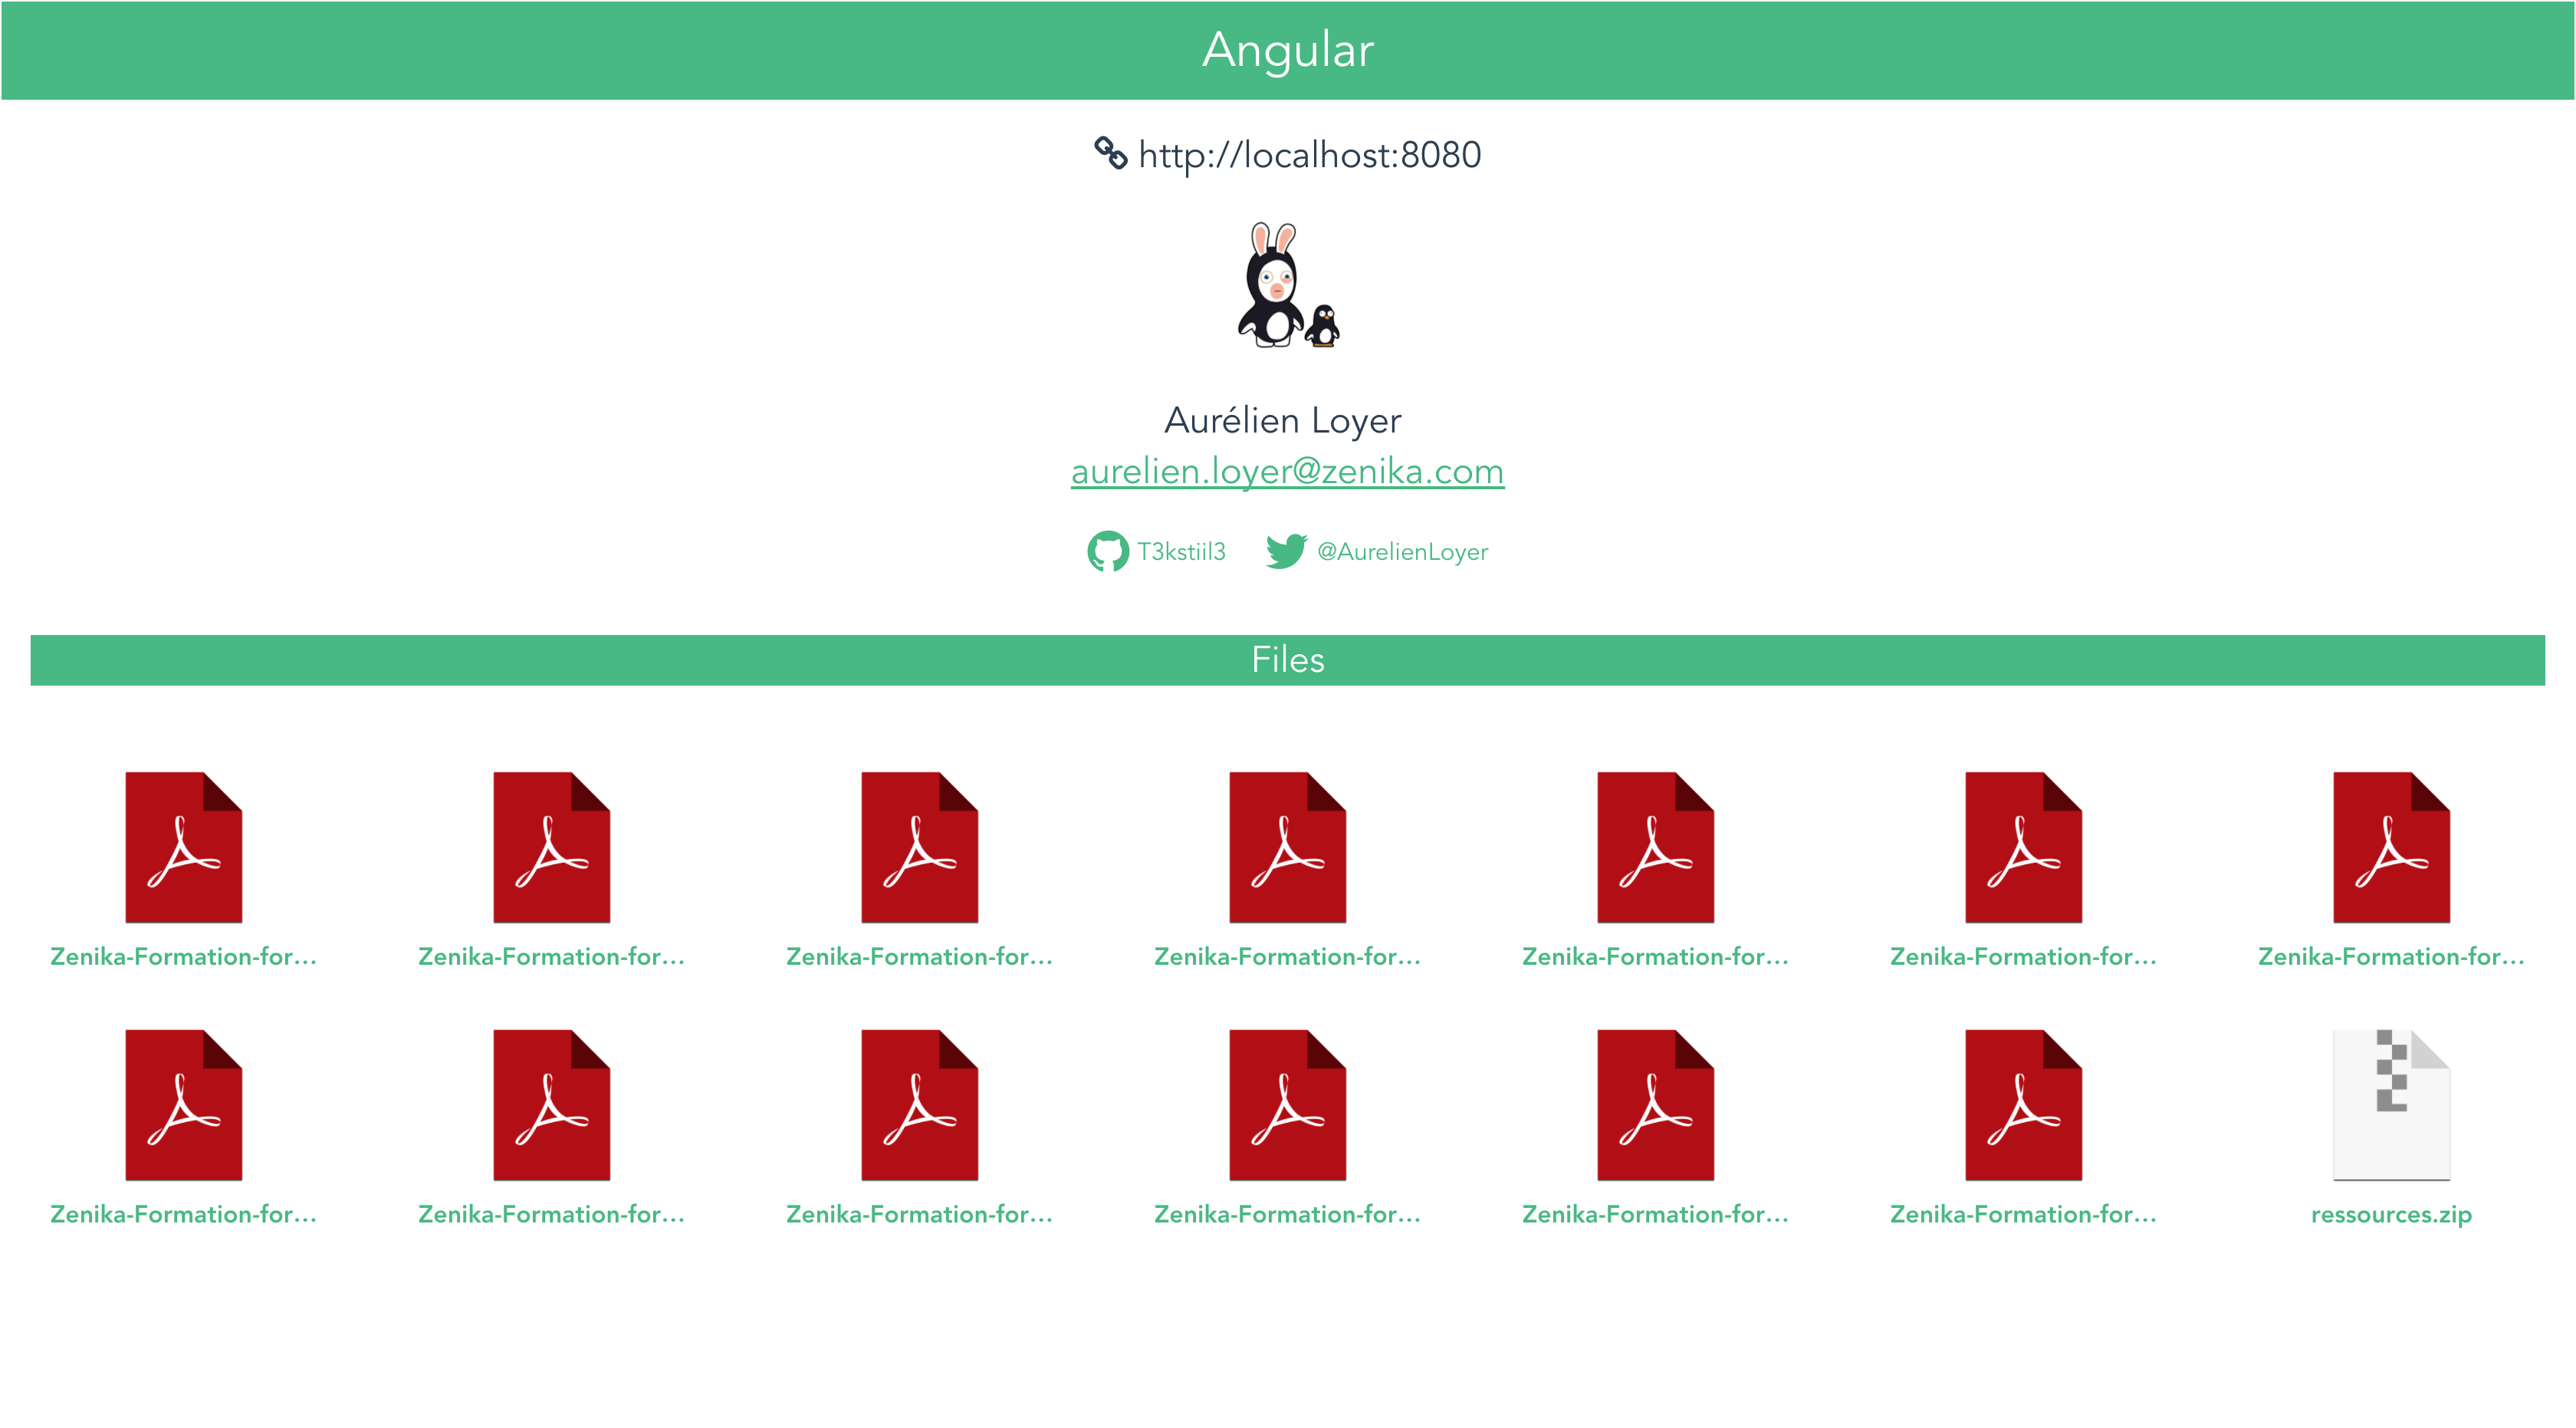 Angular
http://localhost:8080
Aurélien Loyer
aurelien.loyer@zenika.com
T3kstiil3 @AurelienLoyer
Files
Zenika-Formation-for... Zenika-Formation-for... Zenika-Formation-for... Zenika-Formation-for... Zenika-Formation-for... Zenika-Formation-for... Zenika-Formation-for...
Zenika-Formation-for... Zenika-Formation-for... Zenika-Formation-for... Zenika-Formation-for... Zenika-Formation-for... Zenika-Formation-for... ressources.zip